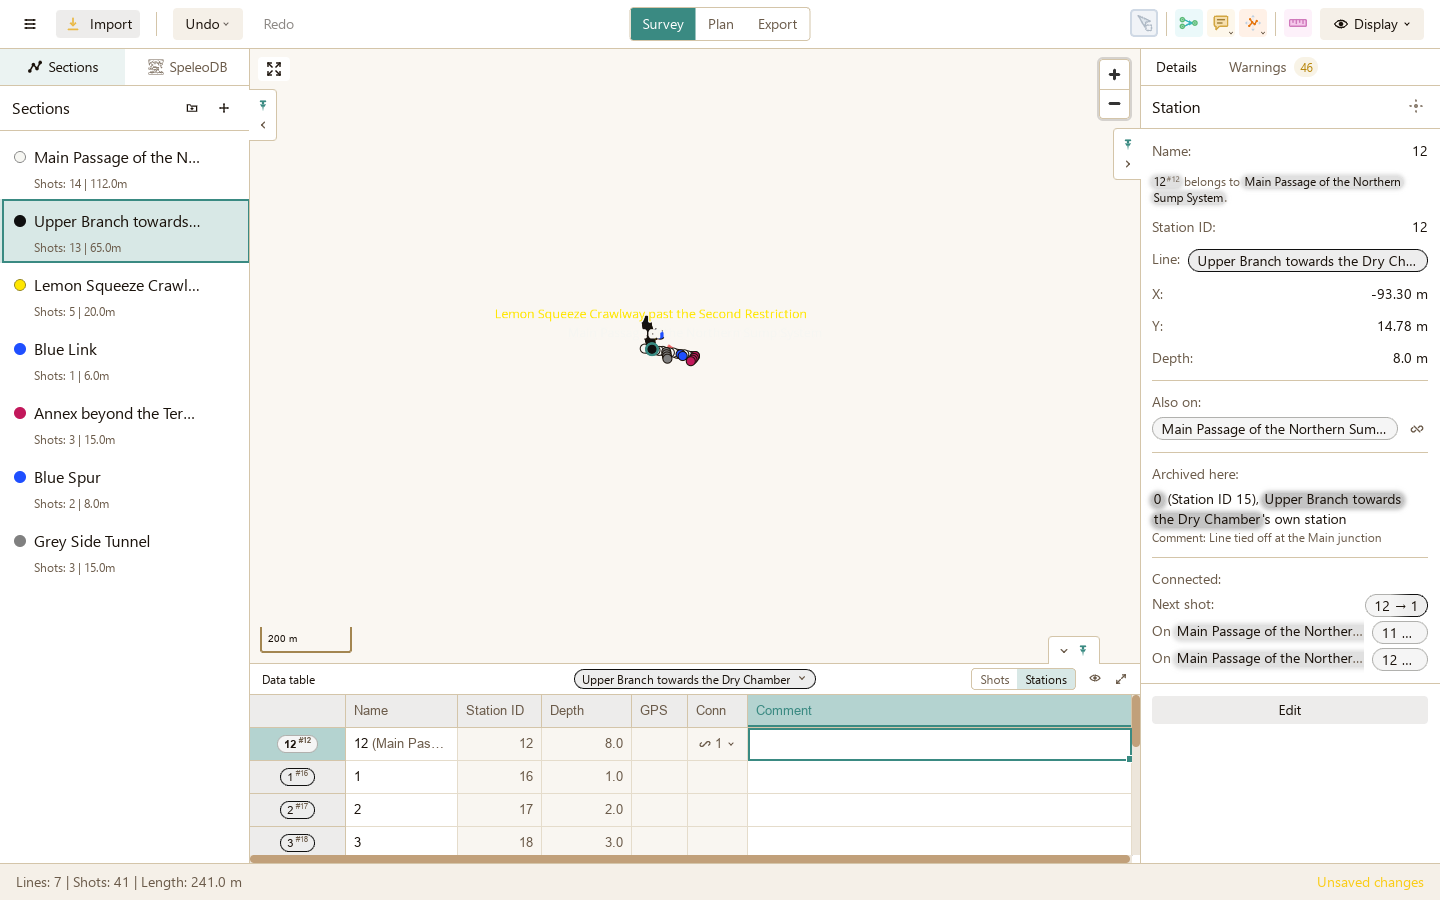 Import
Undo
Redo
Survey
Plan
Export
Display
Sections
SpeleoDB
Details
Warnings 46
Sections
Main Passage of the N...
Shots: 14 | 112.0m
Upper Branch towards...
Shots: 13 | 65.0m
Lemon Squeeze Crawl...
Shots: 5 | 20.0m
Blue Link
Shots: 1 | 6.0m
Annex beyond the Ter...
Shots: 3 | 15.0m
Blue Spur
Shots: 2 | 8.0m
Grey Side Tunnel
Shots: 3 | 15.0m
Lemon Squeeze Crawlway past the Second Restriction
200 m
Station
Name: 12
12 #12 belongs to Main Passage of the Northern
Sump System.
Station ID: 12
Line: Upper Branch towards the Dry Ch...
X: -93.30 m
Y: 14.78 m
Depth: 8.0 m
Also on:
Main Passage of the Northern Sum...
Archived here:
0 (Station ID 15), Upper Branch towards
the Dry Chamber's own station
Comment: Line tied off at the Main junction
Connected:
Next shot: 12 → 1
On Main Passage of the Norther... 11 ...
On Main Passage of the Norther... 12 ...
Edit
Data table
Upper Branch towards the Dry Chamber
Shots
Stations
Name Station ID Depth GPS Conn Comment
12 #12 12 (Main Pas... 12 8.0 1
1 #16 1 16 1.0
2 #17 2 17 2.0
3 #18 3 18 3.0
Lines: 7 | Shots: 41 | Length: 241.0 m
Unsaved changes